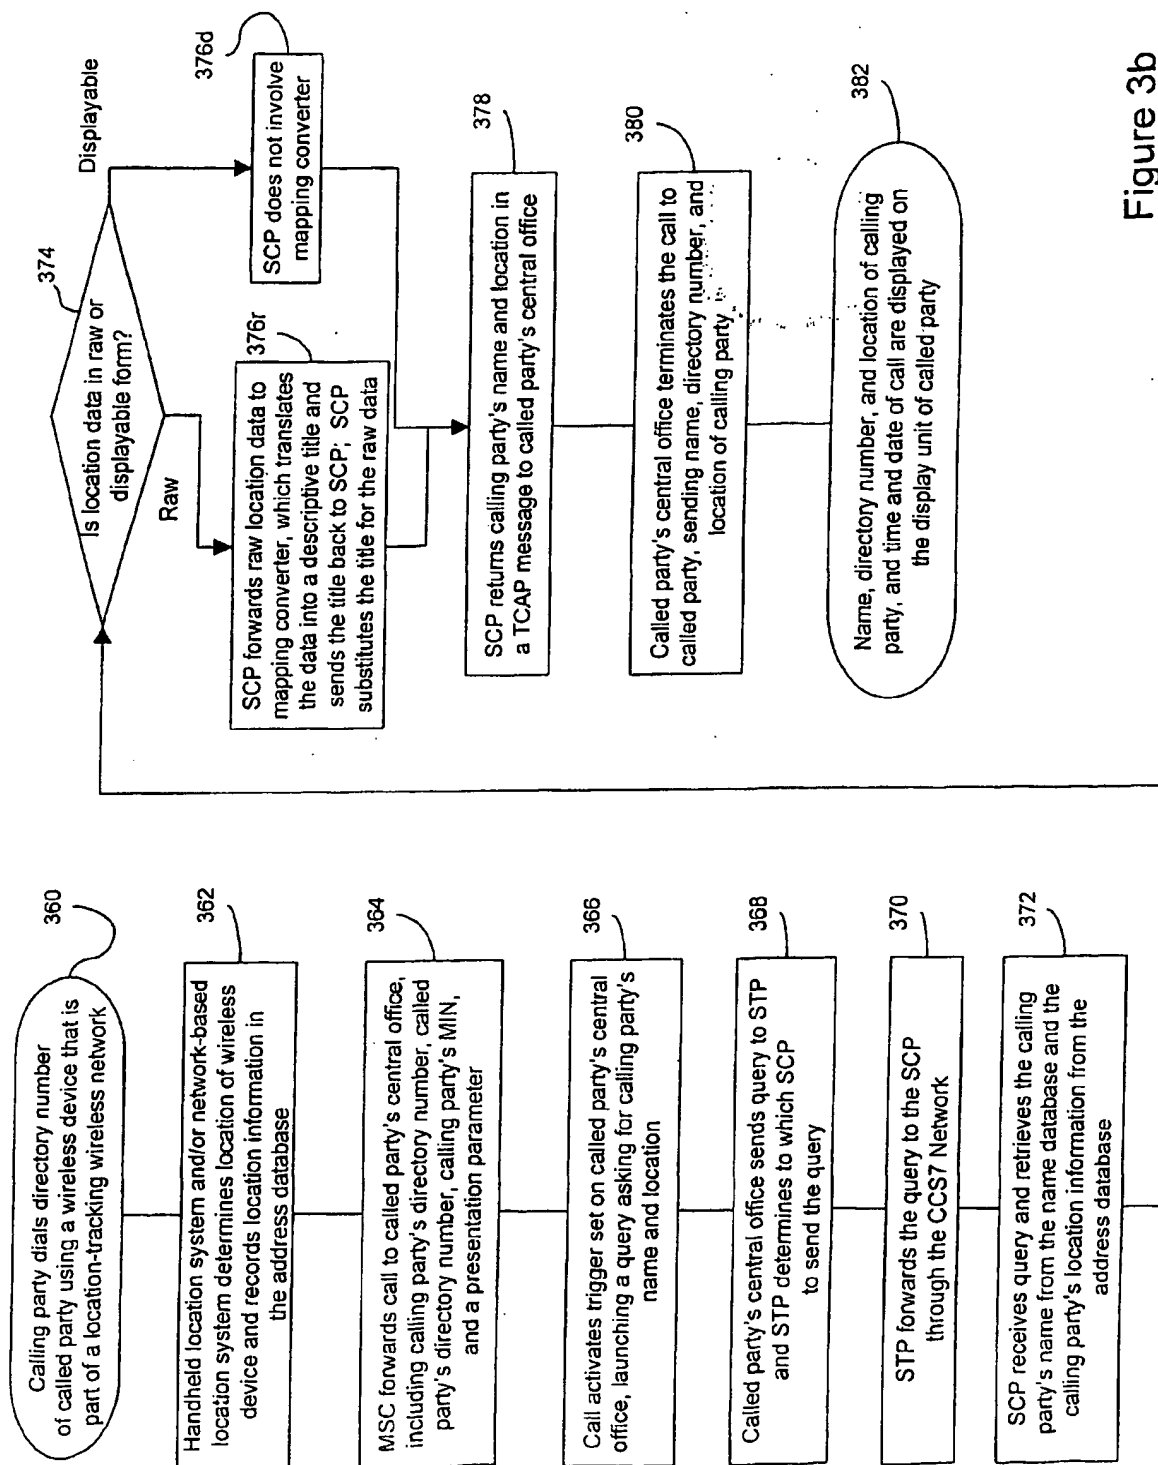 Calling party dials directory number
of called party using a wireless device that is
part of a location-tracking wireless network
360
Handheld location system and/or network-based
location system determines location of wireless
device and records location information in
the address database
362
MSC forwards call to called party's central office,
including calling party's directory number, called
party's directory number, calling party's MIN,
and a presentation parameter
364
Call activates trigger set on called party's central
office, launching a query asking for calling party's
name and location
366
Called party's central office sends query to STP
and STP determines to which SCP
to send the query
368
STP forwards the query to the SCP
through the CCS7 Network
370
SCP receives query and retrieves the calling
party's name from the name database and the
calling party's location information from the
address database
372
Is location data in raw or
displayable form?
374
Raw
Displayable
SCP forwards raw location data to
mapping converter, which translates
the data into a descriptive title and
sends the title back to SCP; SCP
substitutes the title for the raw data
376r
SCP does not involve
mapping converter
376d
SCP returns calling party's name and location in
a TCAP message to called party's central office
378
Called party's central office terminates the call to
called party, sending name, directory number, and
location of calling party
380
Name, directory number, and location of calling
party, and time and date of call are displayed on
the display unit of called party
382
Figure 3b